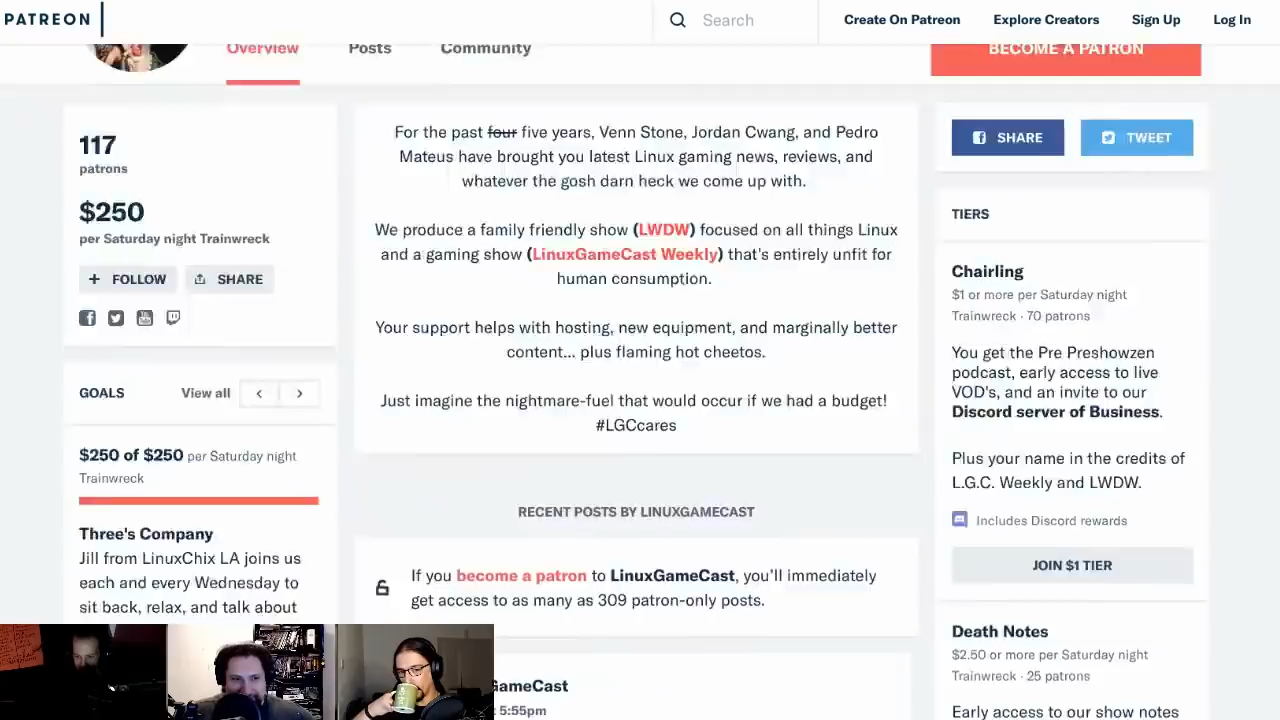 PATREON
Search
Create On Patreon
Explore Creators
Sign Up
Log In
Overview
Posts
Community
BECOME A PATRON
117
patrons
$250
per Saturday night Trainwreck
+ FOLLOW
SHARE
GOALS
View all
$250 of $250 per Saturday night
Trainwreck
Three's Company
Jill from LinuxChix LA joins us
each and every Wednesday to
sit back, relax, and talk about
For the past four five years, Venn Stone, Jordan Cwang, and Pedro
Mateus have brought you latest Linux gaming news, reviews, and
whatever the gosh darn heck we come up with.
We produce a family friendly show (LWDW) focused on all things Linux
and a gaming show (LinuxGameCast Weekly) that's entirely unfit for
human consumption.
Your support helps with hosting, new equipment, and marginally better
content... plus flaming hot cheetos.
Just imagine the nightmare-fuel that would occur if we had a budget!
#LGCcares
RECENT POSTS BY LINUXGAMECAST
If you become a patron to LinuxGameCast, you'll immediately
get access to as many as 309 patron-only posts.
GameCast
5:55pm
SHARE
TWEET
TIERS
Chairling
$1 or more per Saturday night
Trainwreck · 70 patrons
You get the Pre Preshowzen
podcast, early access to live
VOD's, and an invite to our
Discord server of Business.
Plus your name in the credits of
L.G.C. Weekly and LWDW.
Includes Discord rewards
JOIN $1 TIER
Death Notes
$2.50 or more per Saturday night
Trainwreck · 25 patrons
Early access to our show notes